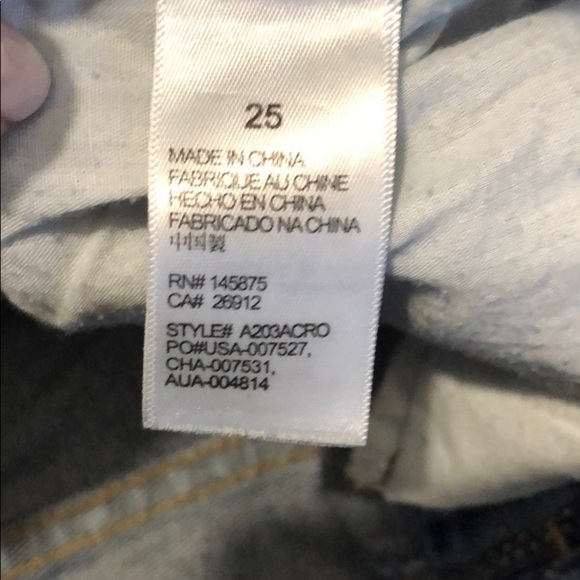 25
MADE IN CHINA
FABRIQUE AU CHINE
HECHO EN CHINA
FABRICADO NA CHINA
中国製
RN# 145875
CA# 26912
STYLE# A203ACRO
PO#USA-007527,
CHA-007531,
AUA-004814